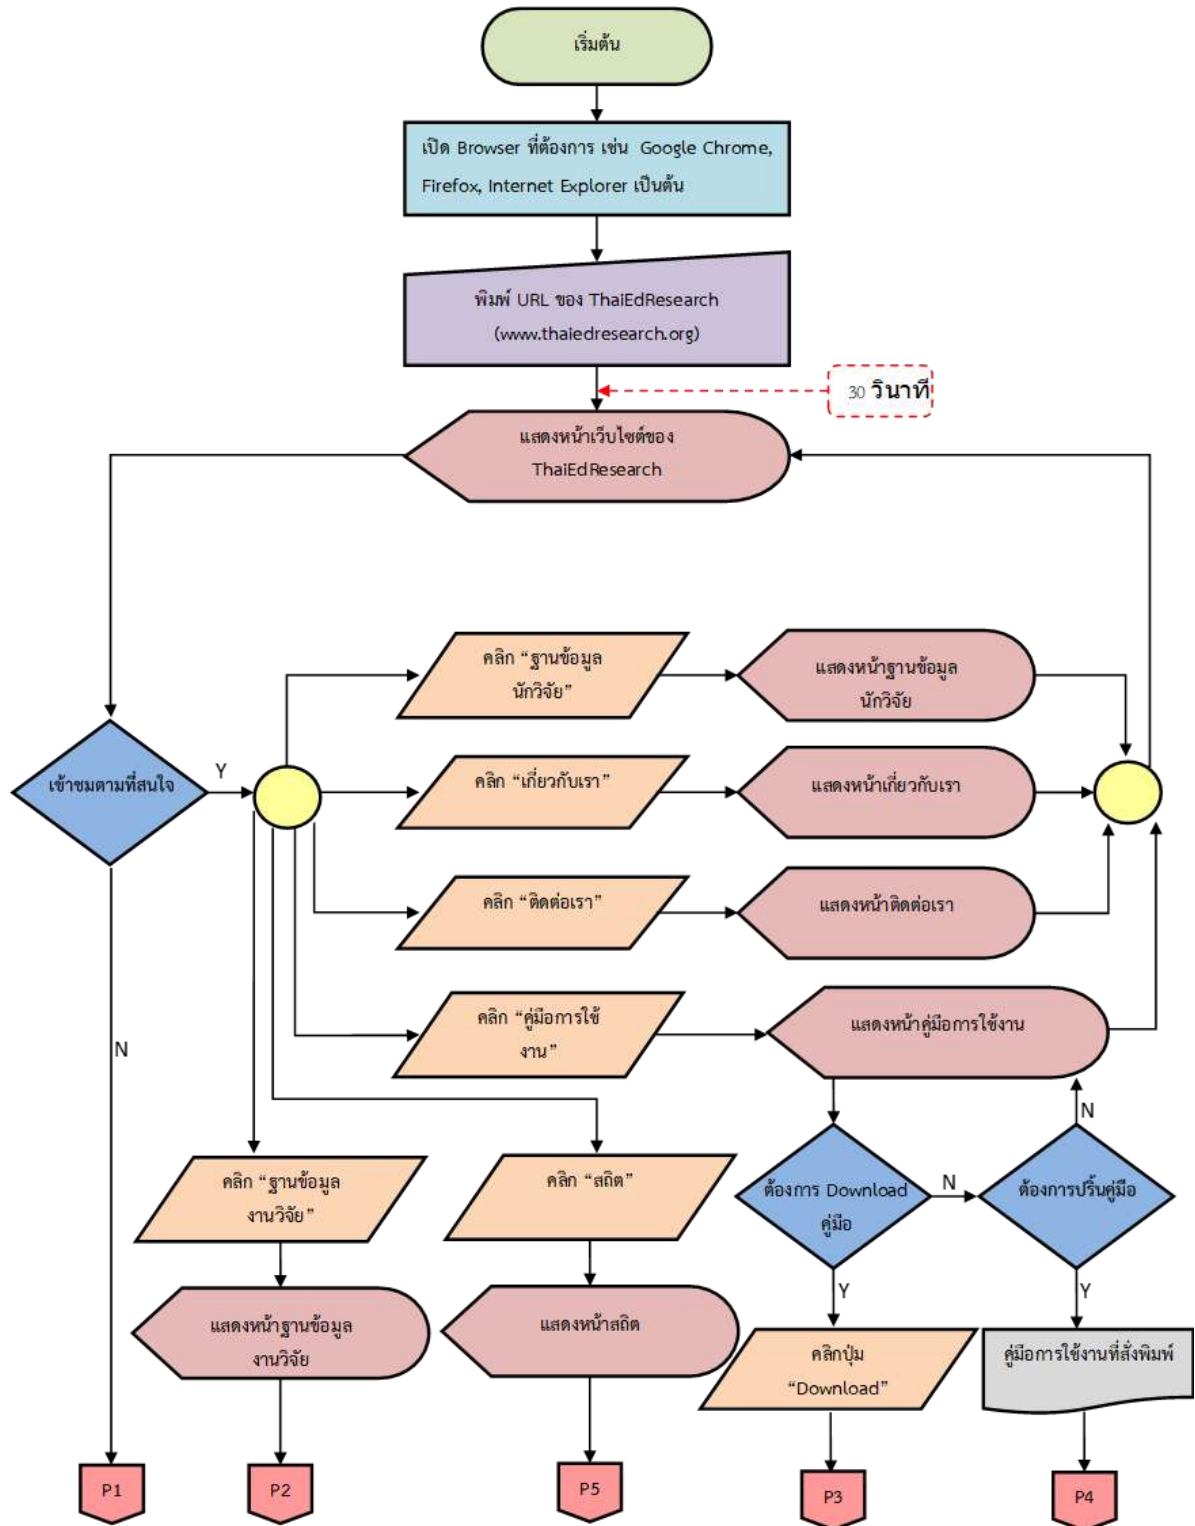 เริ่มต้น
เปิด Browser ที่ต้องการ เช่น Google Chrome,
Firefox, Internet Explorer เป็นต้น
พิมพ์ URL ของ ThaiEdResearch
(www.thaiedresearch.org)
30 วินาที
แสดงหน้าเว็บไซต์ของ
ThaiEdResearch
คลิก “ฐานข้อมูล
นักวิจัย”
แสดงหน้าฐานข้อมูล
นักวิจัย
เข้าชมตามที่สนใจ
Y
คลิก “เกี่ยวกับเรา”
แสดงหน้าเกี่ยวกับเรา
คลิก “ติดต่อเรา”
แสดงหน้าติดต่อเรา
N
คลิก “คู่มือการใช้
งาน”
แสดงหน้าคู่มือการใช้งาน
N
คลิก “ฐานข้อมูล
งานวิจัย”
คลิก “สถิต”
ต้องการ Download
คู่มือ
N
ต้องการปริ้นคู่มือ
Y
Y
แสดงหน้าฐานข้อมูล
งานวิจัย
แสดงหน้าสถิต
คลิกปุ่ม
“Download”
คู่มือการใช้งานที่สั่งพิมพ์
P1
P2
P5
P3
P4